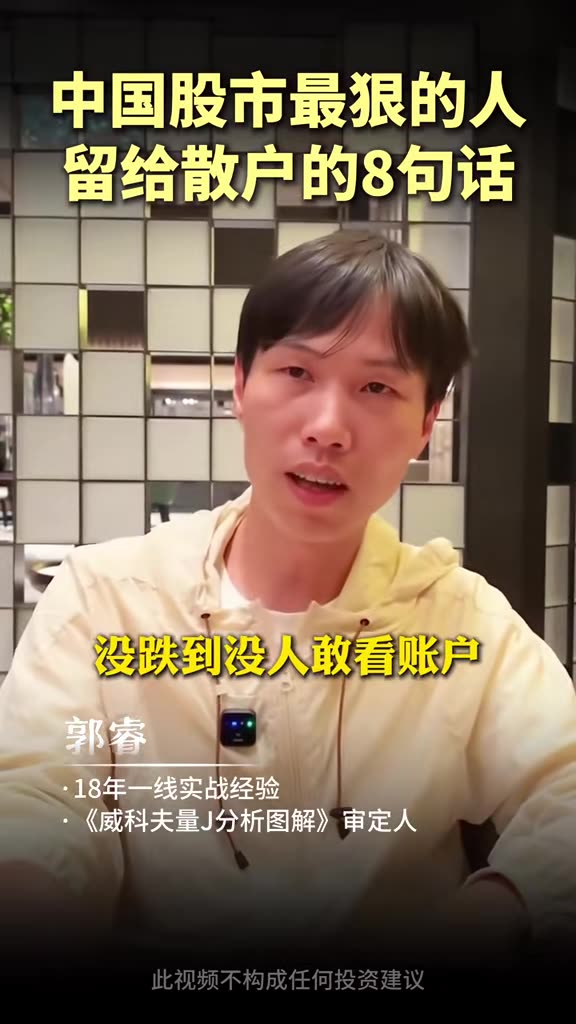 中国股市最狠的人
留给散户的8句话
没跌到没人敢看账户
郭睿
·18年一线实战经验
·《威科夫量J分析图解》审定人
此视频不构成任何投资建议